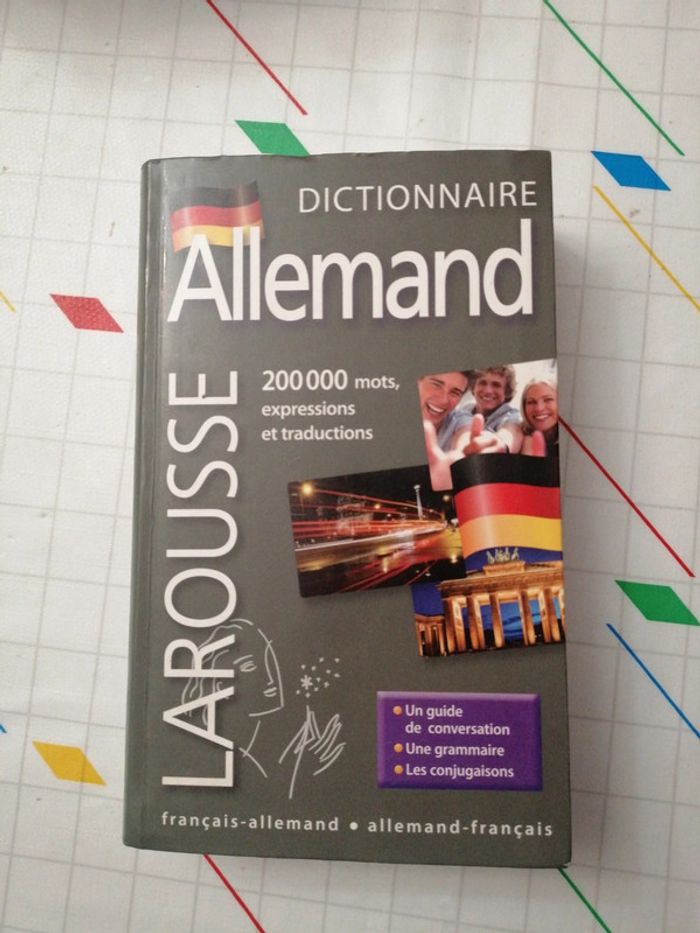 DICTIONNAIRE
Allemand
LAROUSSE
200 000 mots,
expressions
et traductions
Un guide
de conversation
Une grammaire
Les conjugaisons
français-allemand • allemand-français